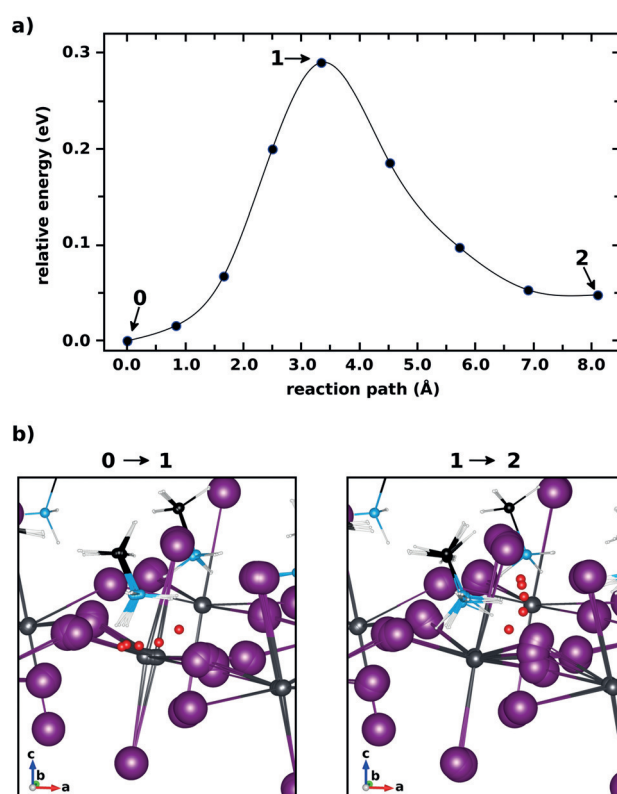 a)
0.3
0.2
0.1
0.0
relative energy (eV)
0
1
2
0.0 1.0 2.0 3.0 4.0 5.0 6.0 7.0 8.0
reaction path (Å)
b)
0 → 1
1 → 2
c
b
a
c
b
a